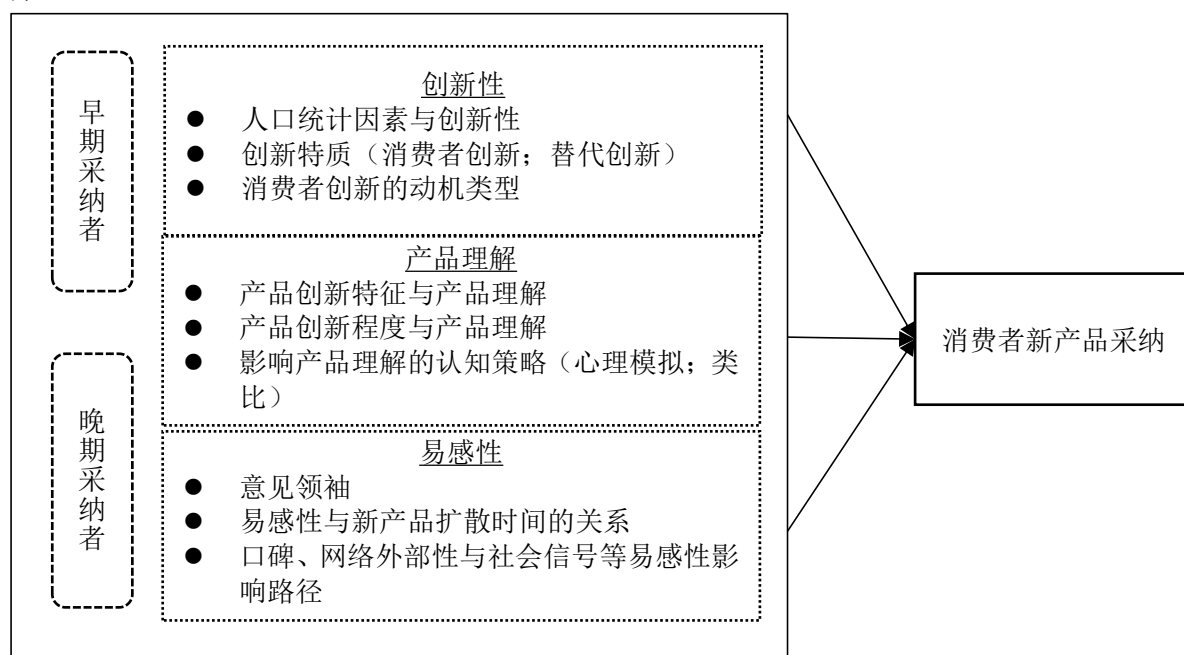 早期采纳者
创新性
● 人口统计因素与创新性
● 创新特质（消费者创新；替代创新）
● 消费者创新的动机类型
产品理解
● 产品创新特征与产品理解
● 产品创新程度与产品理解
● 影响产品理解的认知策略（心理模拟；类
比）
晚期采纳者
易感性
● 意见领袖
● 易感性与新产品扩散时间的关系
● 口碑、网络外部性与社会信号等易感性影
响路径
消费者新产品采纳